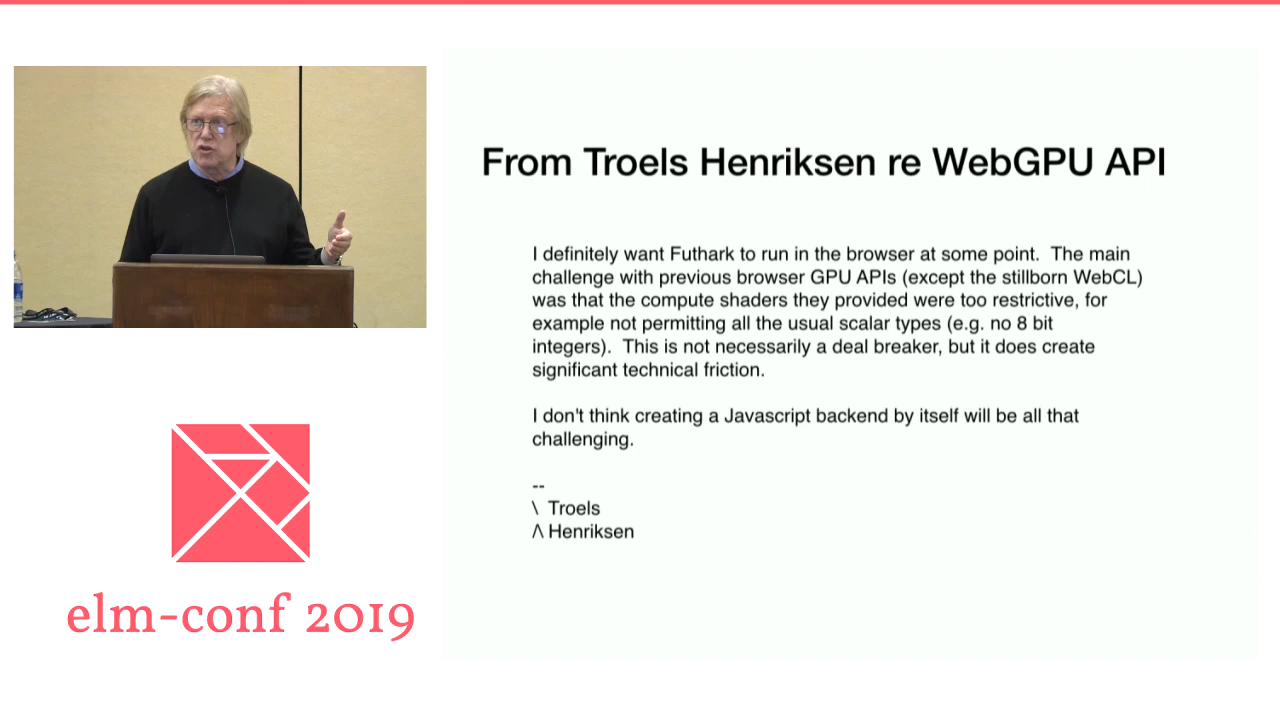 From Troels Henriksen re WebGPU API
I definitely want Futhark to run in the browser at some point.  The main
challenge with previous browser GPU APIs (except the stillborn WebCL)
was that the compute shaders they provided were too restrictive, for
example not permitting all the usual scalar types (e.g. no 8 bit
integers).  This is not necessarily a deal breaker, but it does create
significant technical friction.
I don't think creating a Javascript backend by itself will be all that
challenging.
--
\  Troels
/\ Henriksen
elm-conf 2019